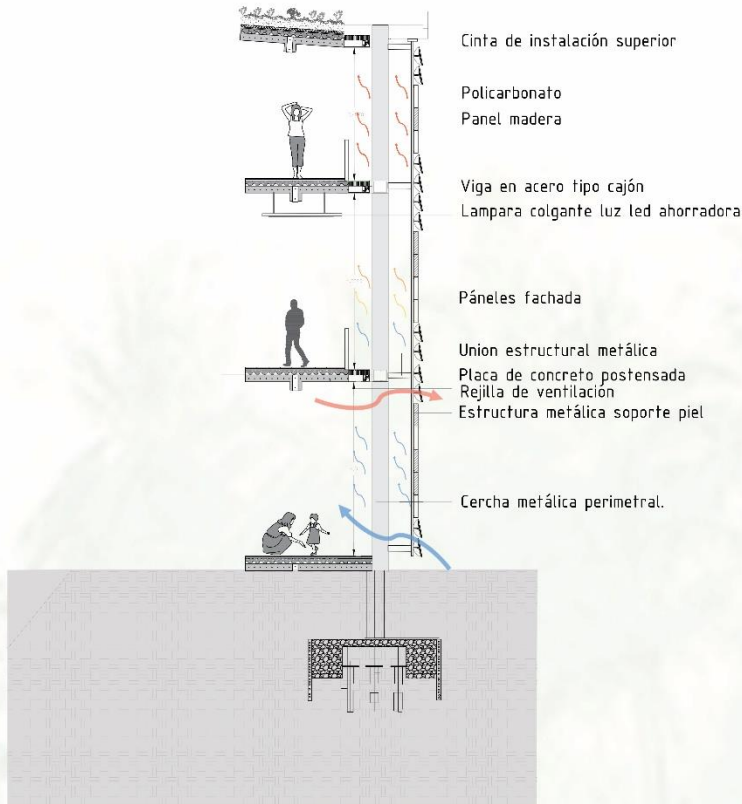 Cinta de instalación superior
Policarbonato
Panel madera
Viga en acero tipo cajón
Lampara colgante luz led ahorradora
Páneles fachada
Union estructural metálica
Placa de concreto postensada
Rejilla de ventilación
Estructura metálica soporte piel
Cercha metálica perimetral.